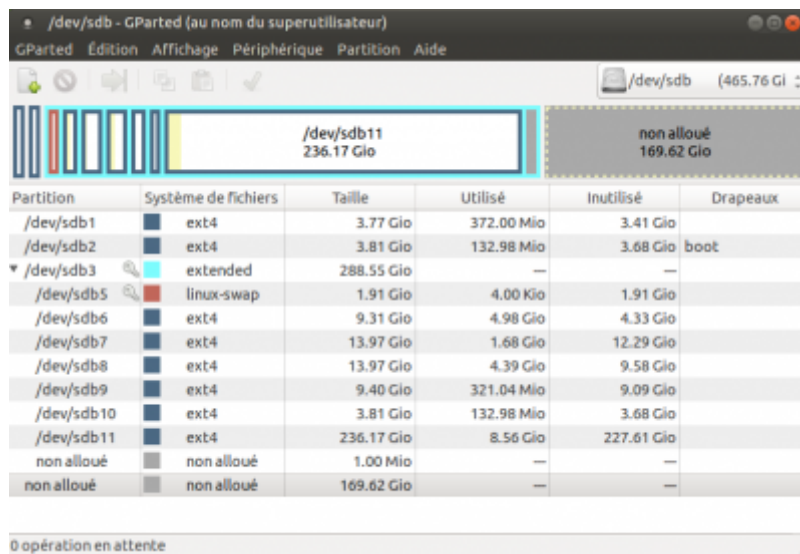 /dev/sdb - GParted (au nom du superutilisateur)
GParted Édition Affichage Périphérique Partition Aide
/dev/sdb (465.76 Gi
/dev/sdb11
236.17 Gio
non alloué
169.62 Gio
Partition Système de fichiers Taille Utilisé Inutilisé Drapeaux
/dev/sdb1 ext4 3.77 Gio 372.00 Mio 3.41 Gio
/dev/sdb2 ext4 3.81 Gio 132.98 Mio 3.68 Gio boot
/dev/sdb3 extended 288.55 Gio — —
/dev/sdb5 linux-swap 1.91 Gio 4.00 Kio 1.91 Gio
/dev/sdb6 ext4 9.31 Gio 4.98 Gio 4.33 Gio
/dev/sdb7 ext4 13.97 Gio 1.68 Gio 12.29 Gio
/dev/sdb8 ext4 13.97 Gio 4.39 Gio 9.58 Gio
/dev/sdb9 ext4 9.40 Gio 321.04 Mio 9.09 Gio
/dev/sdb10 ext4 3.81 Gio 132.98 Mio 3.68 Gio
/dev/sdb11 ext4 236.17 Gio 8.56 Gio 227.61 Gio
non alloué non alloué 1.00 Mio — —
non alloué non alloué 169.62 Gio — —
0 opération en attente